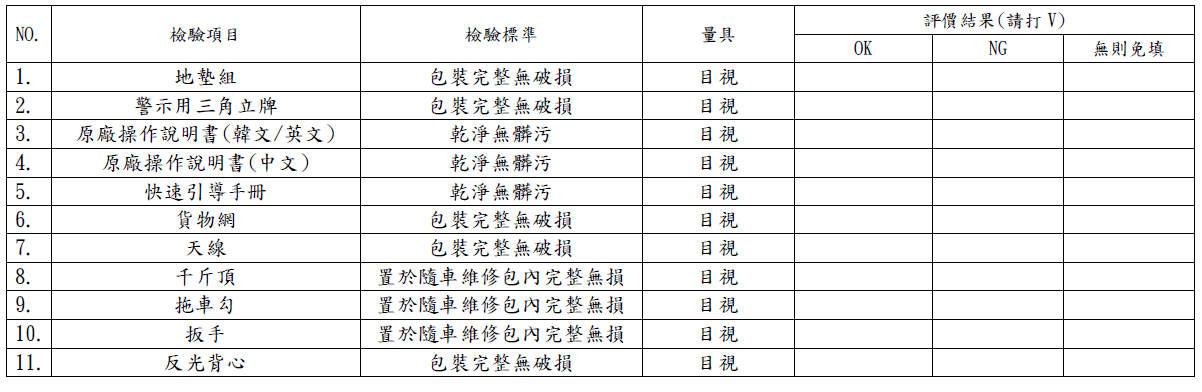 NO. 檢驗項目 檢驗標準 量具 評價結果(請打V)
OK NG 無則免填
1. 地墊組 包裝完整無破損 目視
2. 警示用三角立牌 包裝完整無破損 目視
3. 原廠操作說明書(韓文/英文) 乾淨無髒污 目視
4. 原廠操作說明書(中文) 乾淨無髒污 目視
5. 快速引導手冊 乾淨無髒污 目視
6. 貨物網 包裝完整無破損 目視
7. 天線 包裝完整無破損 目視
8. 千斤頂 置於隨車維修包內完整無損 目視
9. 拖車勾 置於隨車維修包內完整無損 目視
10. 扳手 置於隨車維修包內完整無損 目視
11. 反光背心 包裝完整無破損 目視